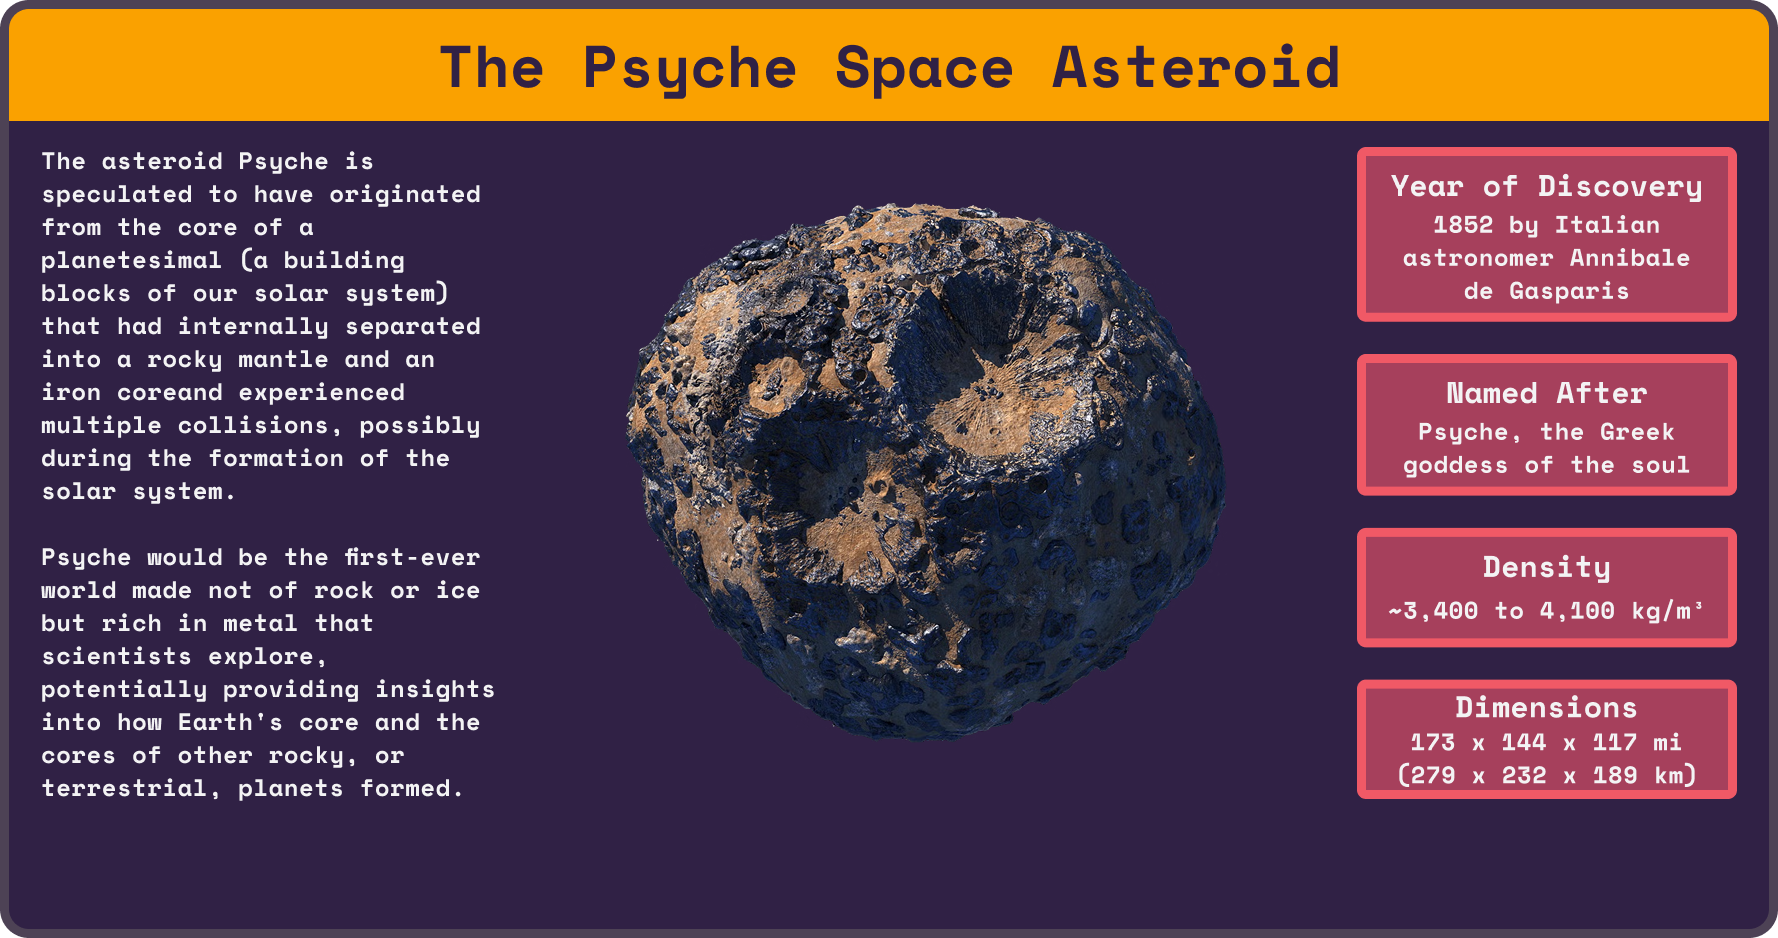 The Psyche Space Asteroid
The asteroid Psyche is
speculated to have originated
from the core of a
planetesimal (a building
blocks of our solar system)
that had internally separated
into a rocky mantle and an
iron coreand experienced
multiple collisions, possibly
during the formation of the
solar system.
Psyche would be the first-ever
world made not of rock or ice
but rich in metal that
scientists explore,
potentially providing insights
into how Earth's core and the
cores of other rocky, or
terrestrial, planets formed.
Year of Discovery
1852 by Italian
astronomer Annibale
de Gasparis
Named After
Psyche, the Greek
goddess of the soul
Density
~3,400 to 4,100 kg/m³
Dimensions
173 x 144 x 117 mi
(279 x 232 x 189 km)